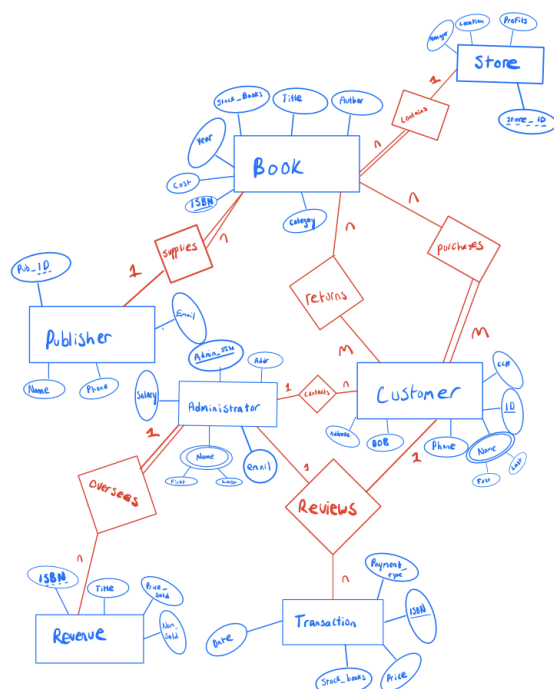 Manager
Location
Profits
Store
Store_ID
1
Contains
n
Stock_Books
Title
Author
Year
BOOK
Cost
ISBN
Category
n
n
n
Supplies
1
purchases
returns
Pub_ID
Email
Publisher
Name
Phone
M
M
Admin_SSN
Addr
Salary
Administrator
1
Contacts
n
Customer
ID
Address
DOB
Phone
Name
First
Last
Name
First
Last
email
1
1
1
Overseas
Reviews
n
n
ISBN
Title
Price_Sold
Num_Sold
Revenue
Payment_type
Transaction
ISBN
Date
Stock_books
Price